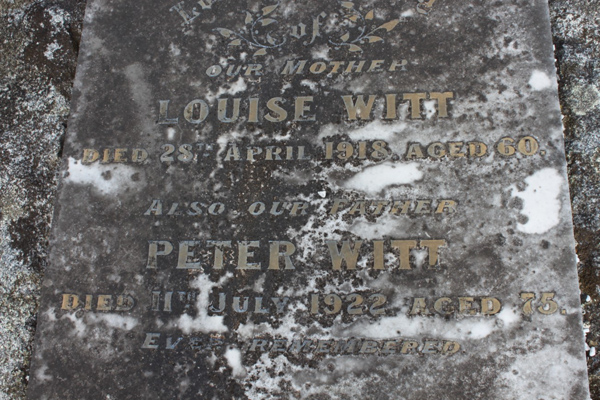 of
OUR MOTHER
LOUISE WITT
DIED 28TH APRIL 1918. AGED 60.
ALSO OUR FATHER
PETER WITT
DIED 11TH JULY 1922. AGED 75.
EVER REMEMBERED